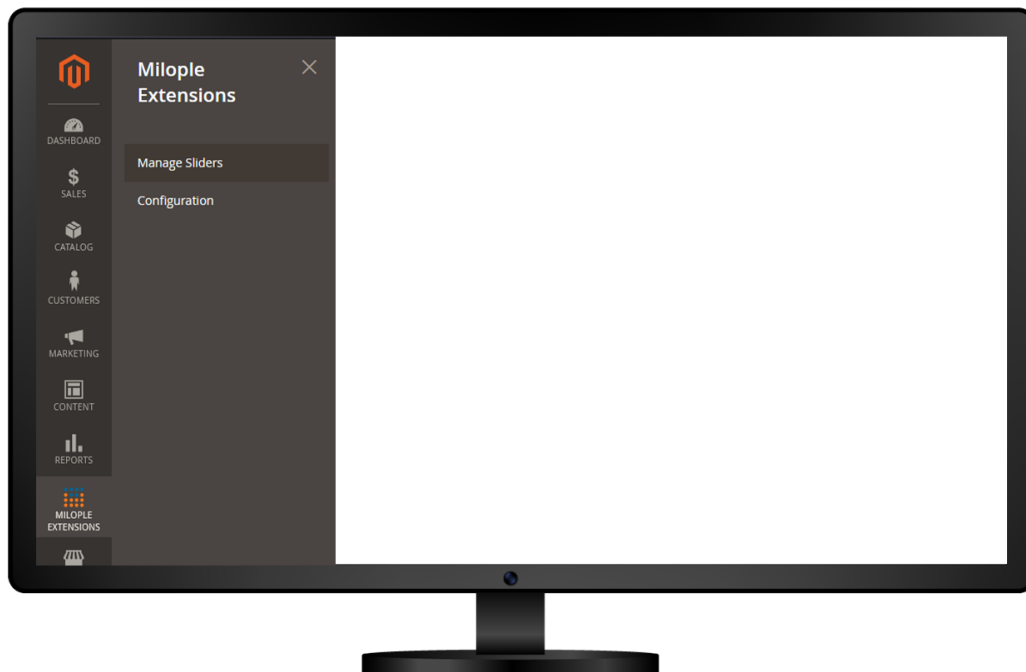 DASHBOARD
SALES
CATALOG
CUSTOMERS
MARKETING
CONTENT
REPORTS
MILOPLE
EXTENSIONS
Milople
Extensions
Manage Sliders
Configuration